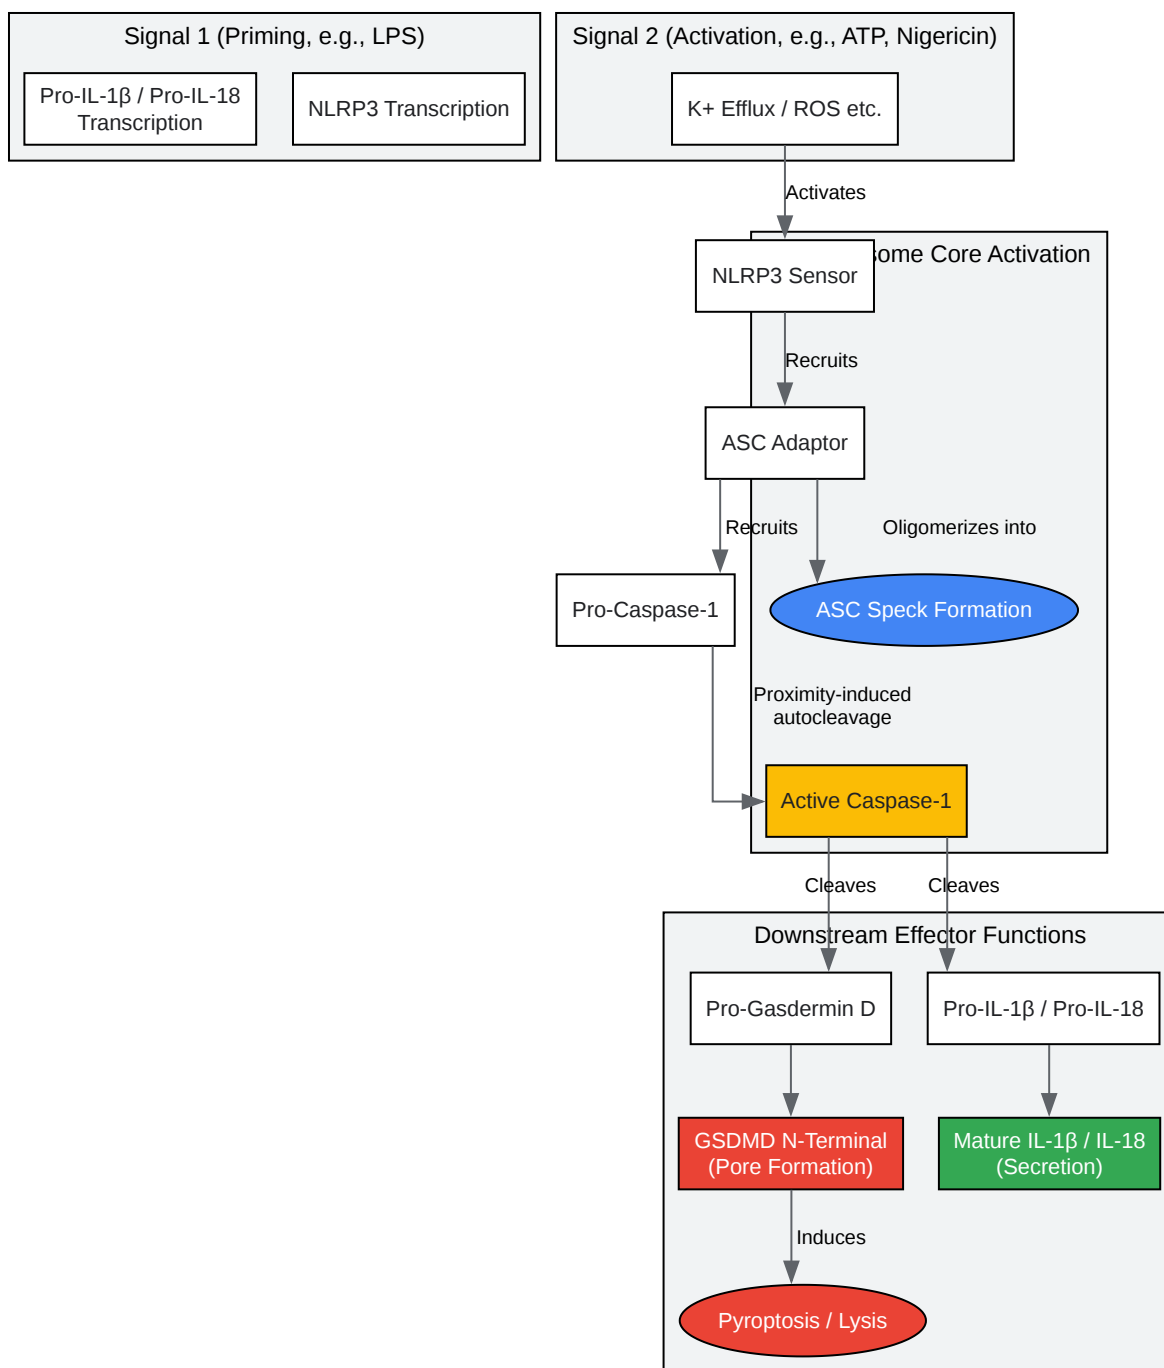 Signal 1 (Priming, e.g., LPS)
Pro-IL-1β / Pro-IL-18
Transcription
NLRP3 Transcription
Signal 2 (Activation, e.g., ATP, Nigericin)
K+ Efflux / ROS etc.
Activates
some Core Activation
NLRP3 Sensor
Recruits
ASC Adaptor
Recruits
Oligomerizes into
Pro-Caspase-1
ASC Speck Formation
Proximity-induced
autocleavage
Active Caspase-1
Cleaves
Cleaves
Downstream Effector Functions
Pro-Gasdermin D
Pro-IL-1β / Pro-IL-18
GSDMD N-Terminal
(Pore Formation)
Mature IL-1β / IL-18
(Secretion)
Induces
Pyroptosis / Lysis